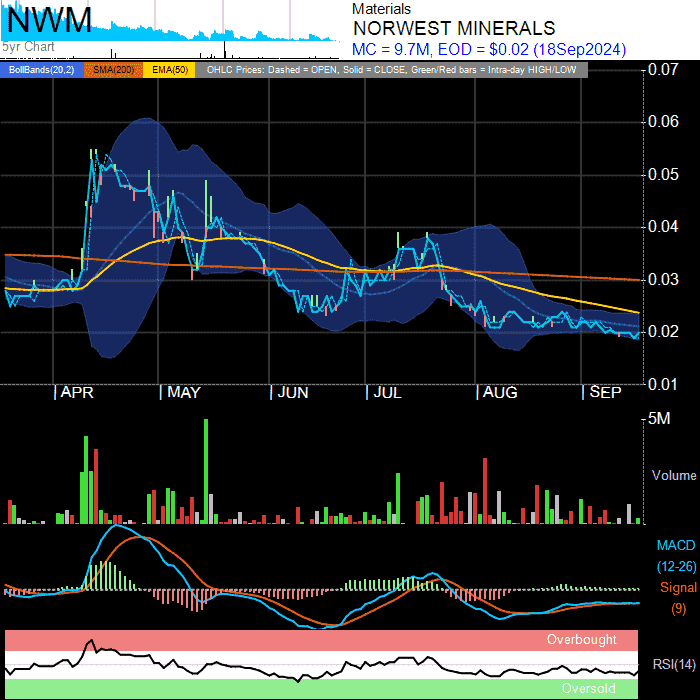 NWM
5yr Chart
Materials
NORWEST MINERALS
MC = 9.7M, EOD = $0.02 (18Sep2024)
BollBands(20,2) SMA(200) EMA(50) OHLC Prices: Dashed = OPEN, Solid = CLOSE, Green/Red bars = Intra-day HIGH/LOW
0.07
0.06
0.05
0.04
0.03
0.02
0.01
APR MAY JUN JUL AUG SEP
5M
Volume
MACD
(12-26)
Signal
(9)
Overbought
RSI(14)
Oversold